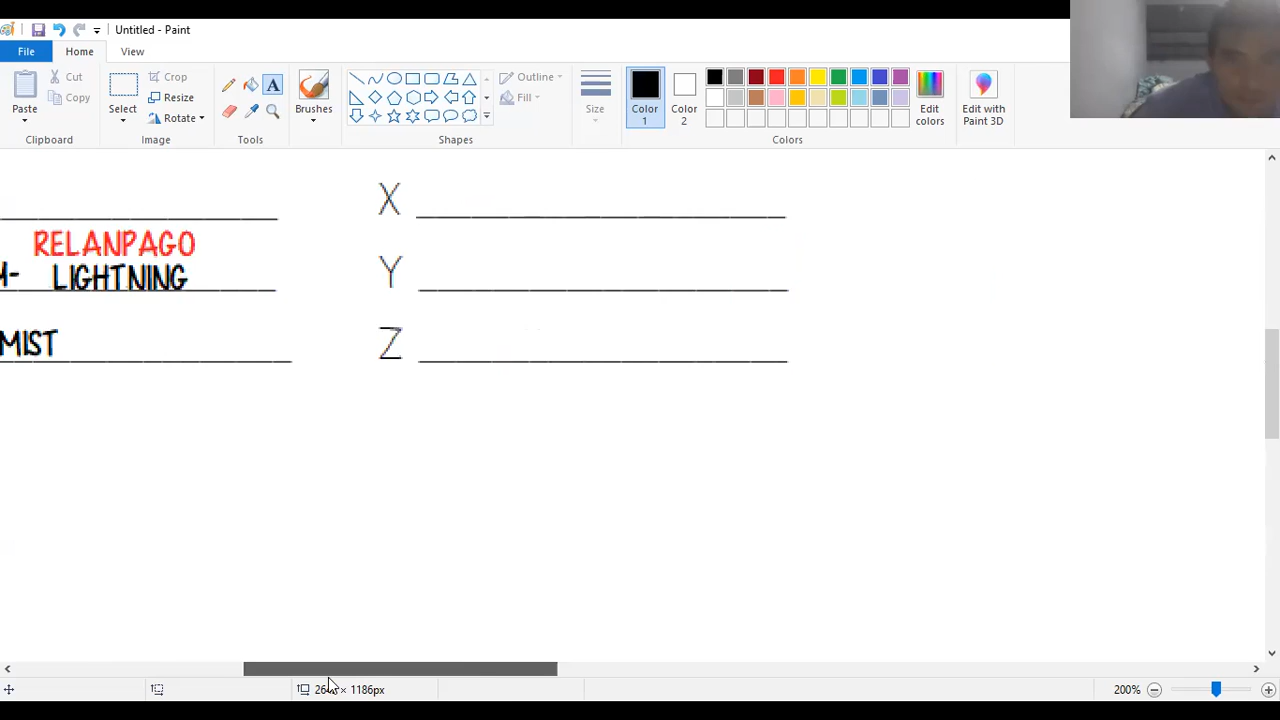 Untitled - Paint
File Home View
Paste
Cut
Copy
Clipboard
Select
Crop
Resize
Rotate
Image
A
Tools
Brushes
Shapes
Outline
Fill
Size
Color 1
Color 2
Edit colors
Colors
Edit with Paint 3D
X
RELANPAGO
LIGHTNING
Y
MIST
Z
× 1186px
200%